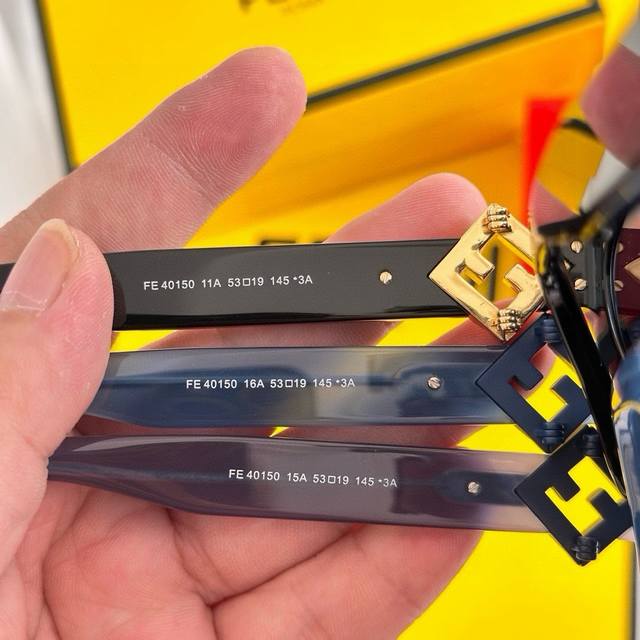 FE 40150 11A 53□19 145 *3A
FE 40150 16A 53□19 145 *3A
FE 40150 15A 53□19 145 *3A